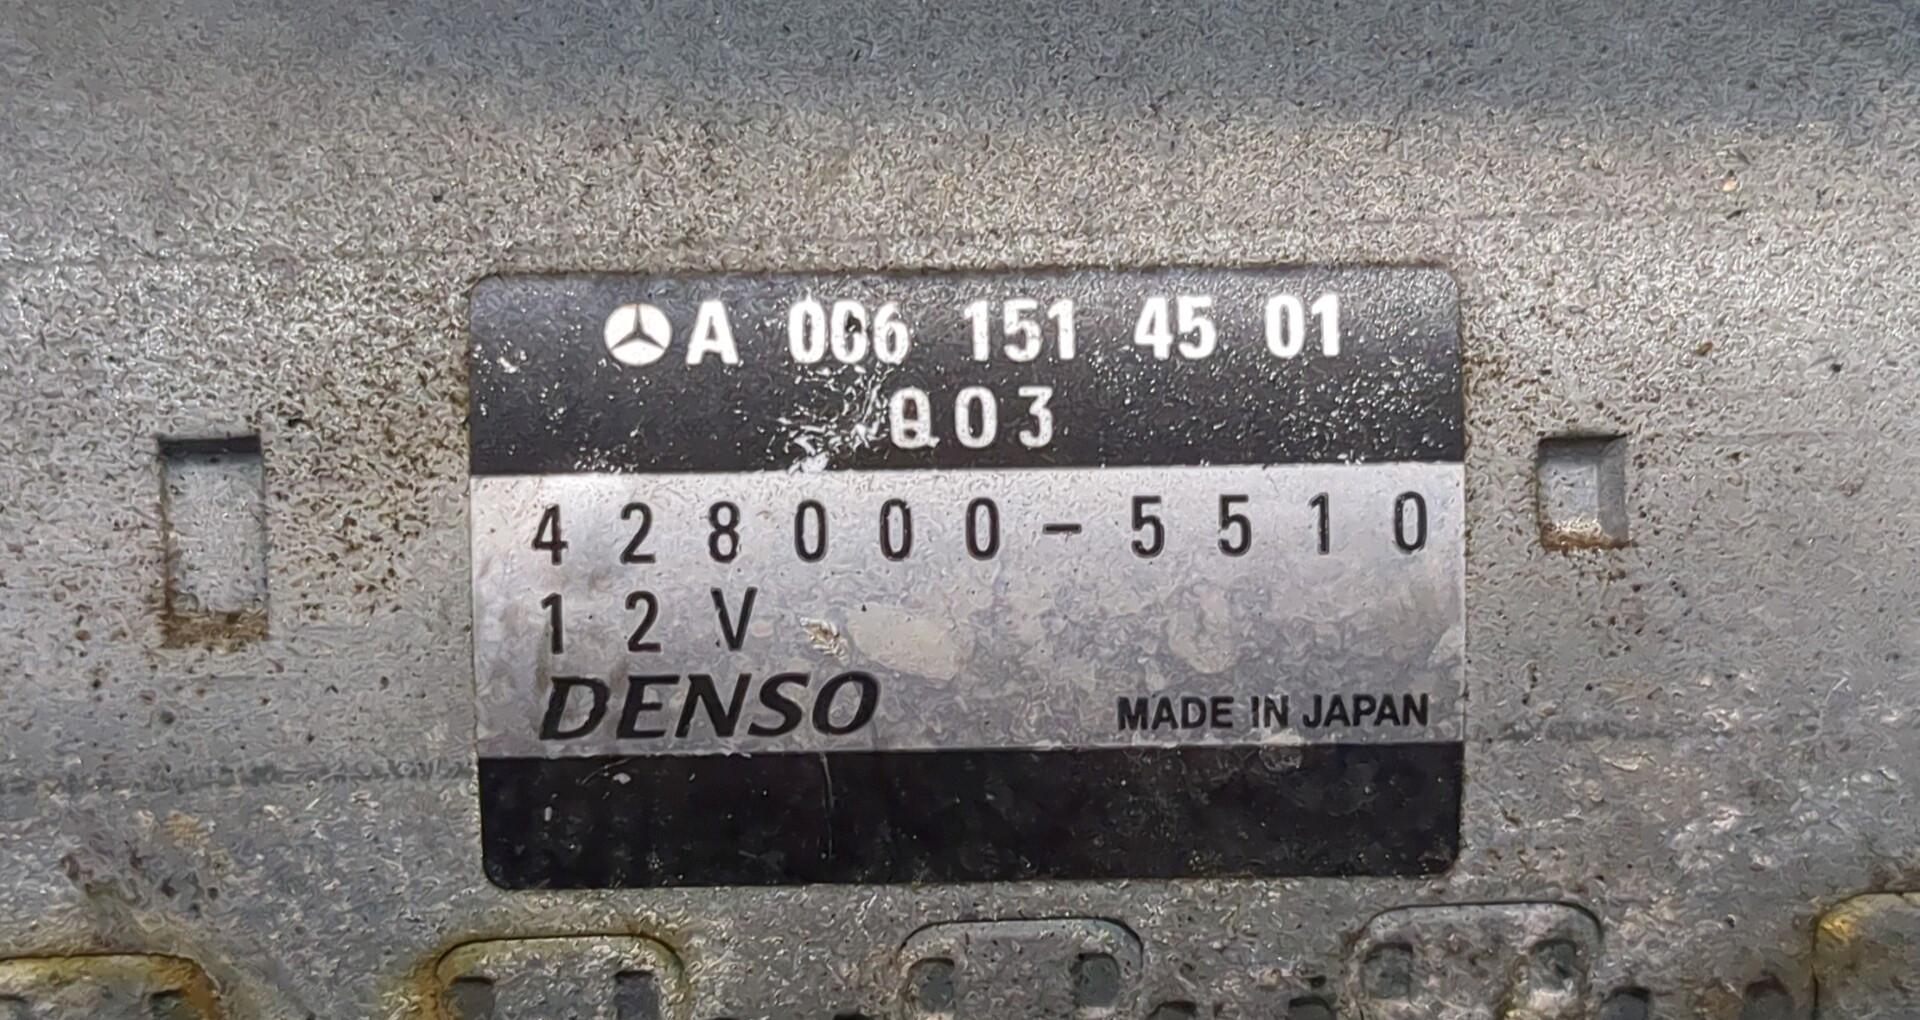 A 006 151 45 01
Q03
428000-5510
12V
DENSO
MADE IN JAPAN